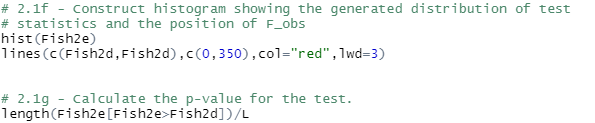 # 2.1f - Construct histogram showing the generated distribution of test
# statistics and the position of F_obs
hist(Fish2e)
lines(c(Fish2d,Fish2d),c(0,350),col="red",lwd=3)
# 2.1g - Calculate the p-value for the test.
length(Fish2e[Fish2e>Fish2d])/L